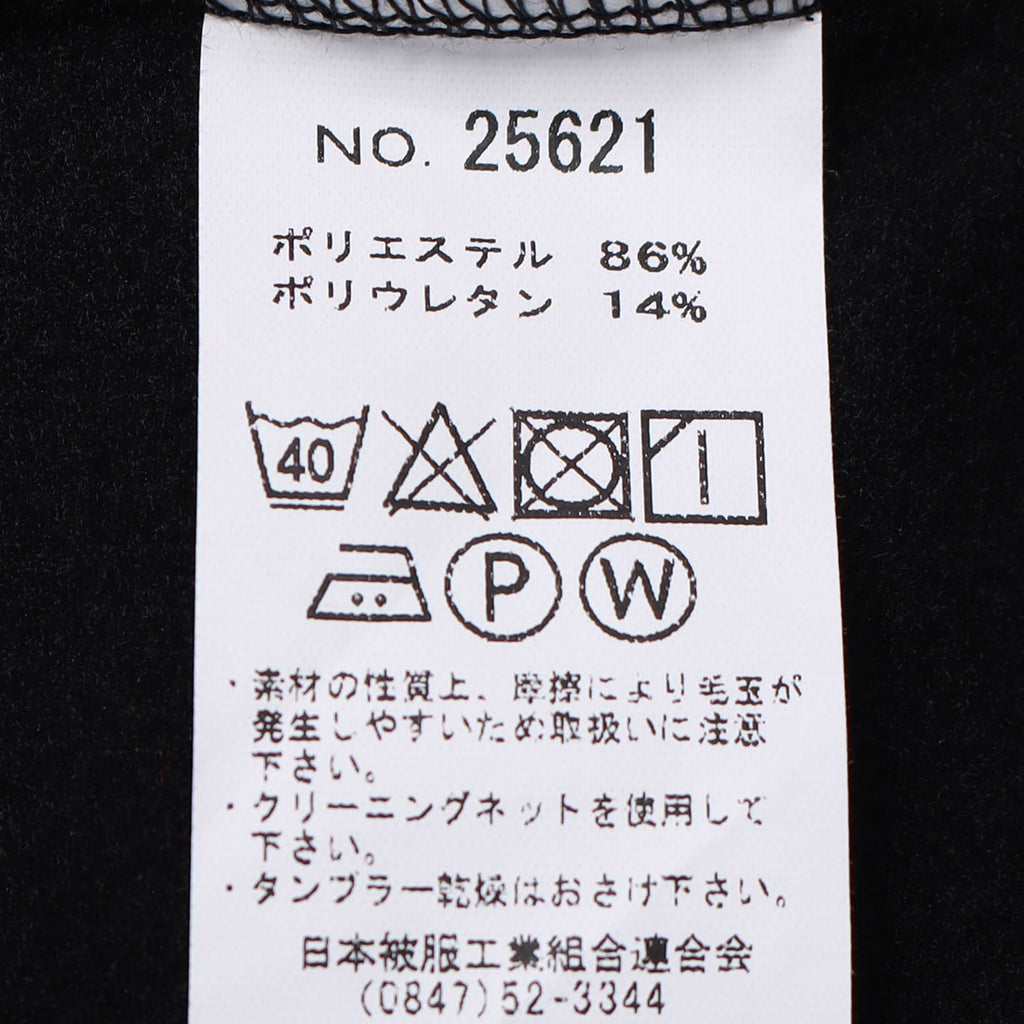 NO. 25621
ポリエステル 86%
ポリウレタン 14%
40
P W
・素材の性質上、摩擦により毛玉が
発生しやすいため取扱いに注意
下さい。
・クリーニングネットを使用して
下さい。
・タンブラー乾燥はおさけ下さい。
日本被服工業組合連合会
(0847)52-3344